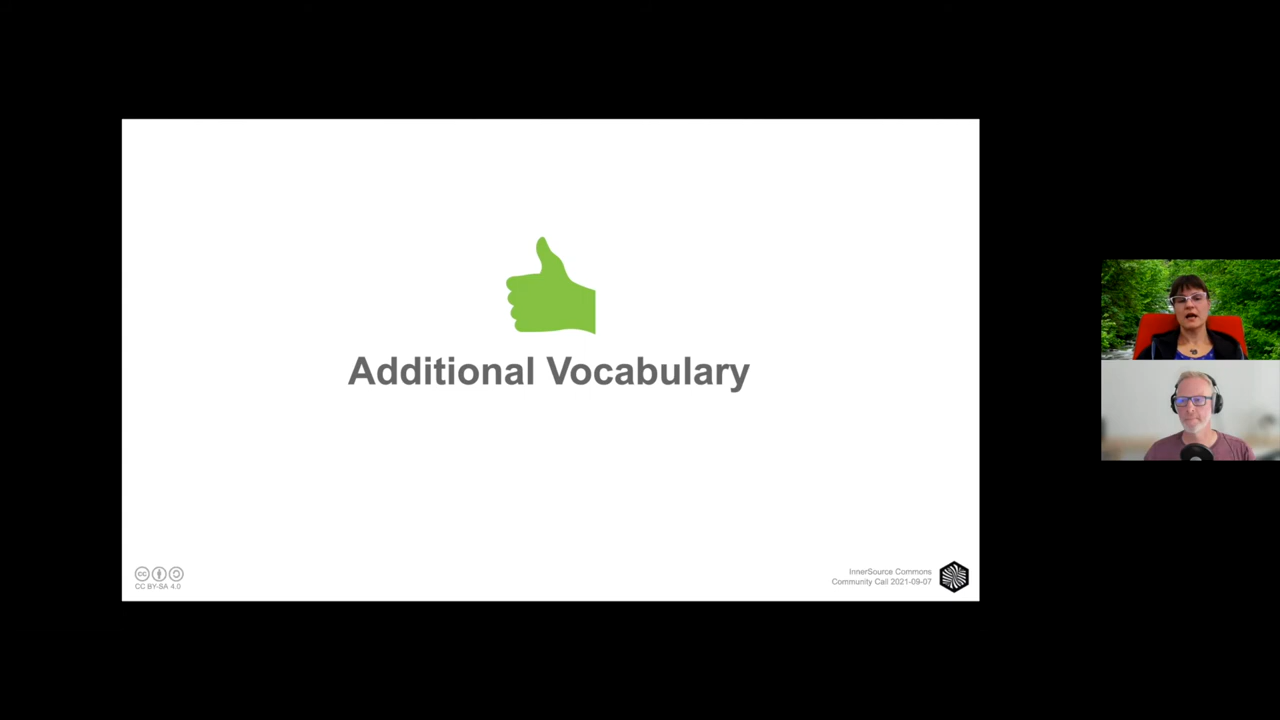 Additional Vocabulary
CC BY-SA 4.0
InnerSource Commons
Community Call 2021-09-07